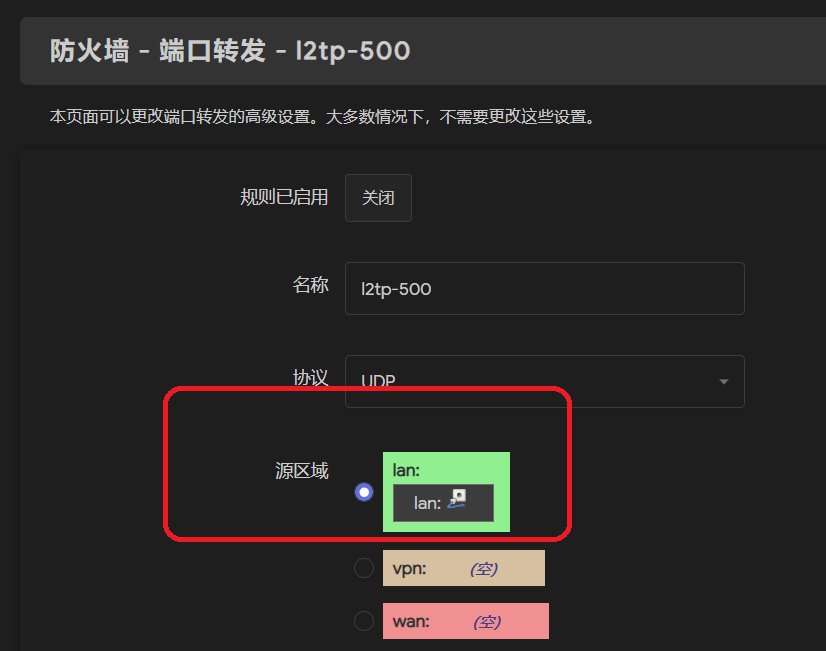 防火墙 - 端口转发 - l2tp-500
本页面可以更改端口转发的高级设置。大多数情况下，不需要更改这些设置。
规则已启用 关闭
名称 l2tp-500
协议 UDP
源区域 lan:
lan:
vpn: (空)
wan: (空)